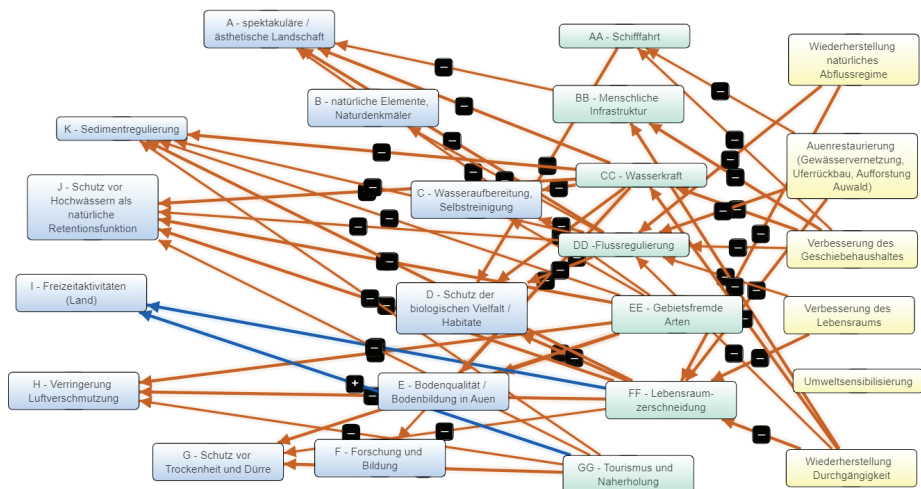 A - spektakuläre /
ästhetische Landschaft
AA - Schifffahrt
Wiederherstellung
natürliches
Abflussregime
B - natürliche Elemente,
Naturdenkmäler
BB - Menschliche
Infrastruktur
K - Sedimentregulierung
Auenrestaurierung
(Gewässervernetzung,
Uferrückbau, Aufforstung
Auwald)
CC - Wasserkraft
C - Wasseraufbereitung,
Selbstreinigung
J - Schutz vor
Hochwässern als
natürliche
Retentionsfunktion
DD -Flussregulierung
Verbesserung des
Geschiebehaushaltes
I - Freizeitaktivitäten
(Land)
D - Schutz der
biologischen Vielfalt /
Habitate
EE - Gebietsfremde
Arten
Verbesserung des
Lebensraums
H - Verringerung
Luftverschmutzung
+
E - Bodenqualität /
Bodenbildung in Auen
FF - Lebensraum-
zerschneidung
Umweltsensibilisierung
G - Schutz vor
Trockenheit und Dürre
F - Forschung und
Bildung
GG - Tourismus und
Naherholung
Wiederherstellung
Durchgängigkeit